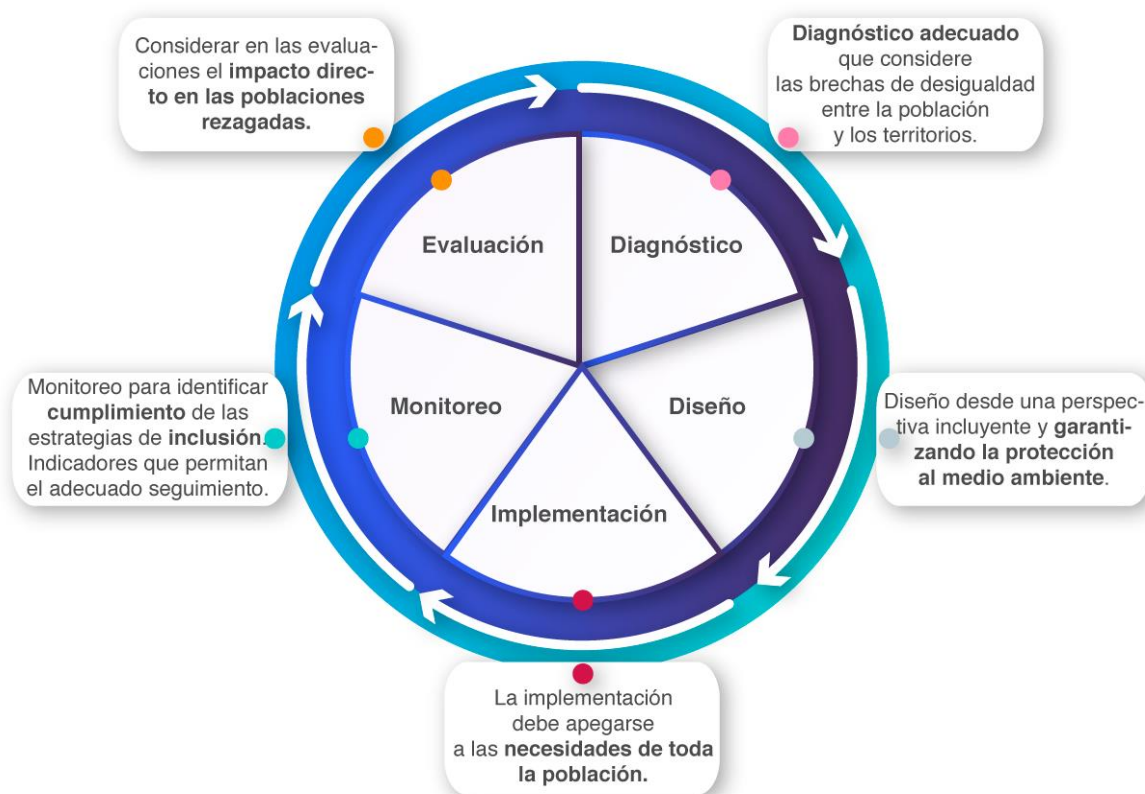 Considerar en las evalua-
ciones el impacto direc-
to en las poblaciones
rezagadas.
Diagnóstico adecuado
que considere
las brechas de desigualdad
entre la población
y los territorios.
Evaluación
Diagnóstico
Monitoreo para identificar
cumplimiento de las
estrategias de inclusión.
Indicadores que permitan
el adecuado seguimiento.
Monitoreo
Diseño
Diseño desde una perspec-
tiva incluyente y garanti-
zando la protección
al medio ambiente.
Implementación
La implementación
debe apegarse
a las necesidades de toda
la población.